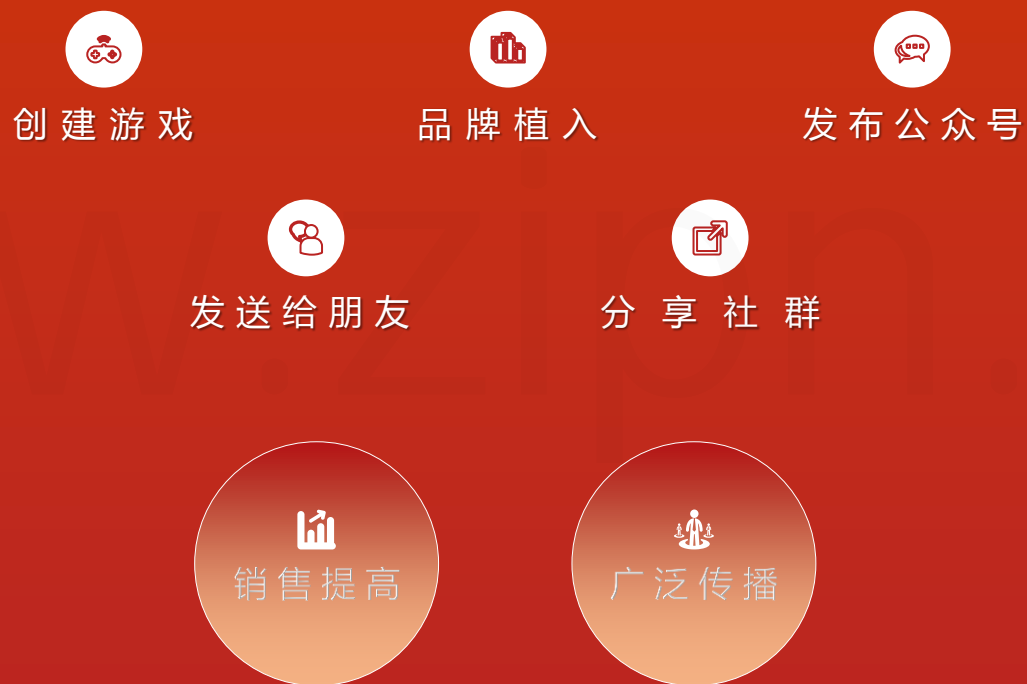 创建游戏
品牌植入
发布公众号
发送给朋友
分享社群
w.zipn.
销售提高
广泛传播